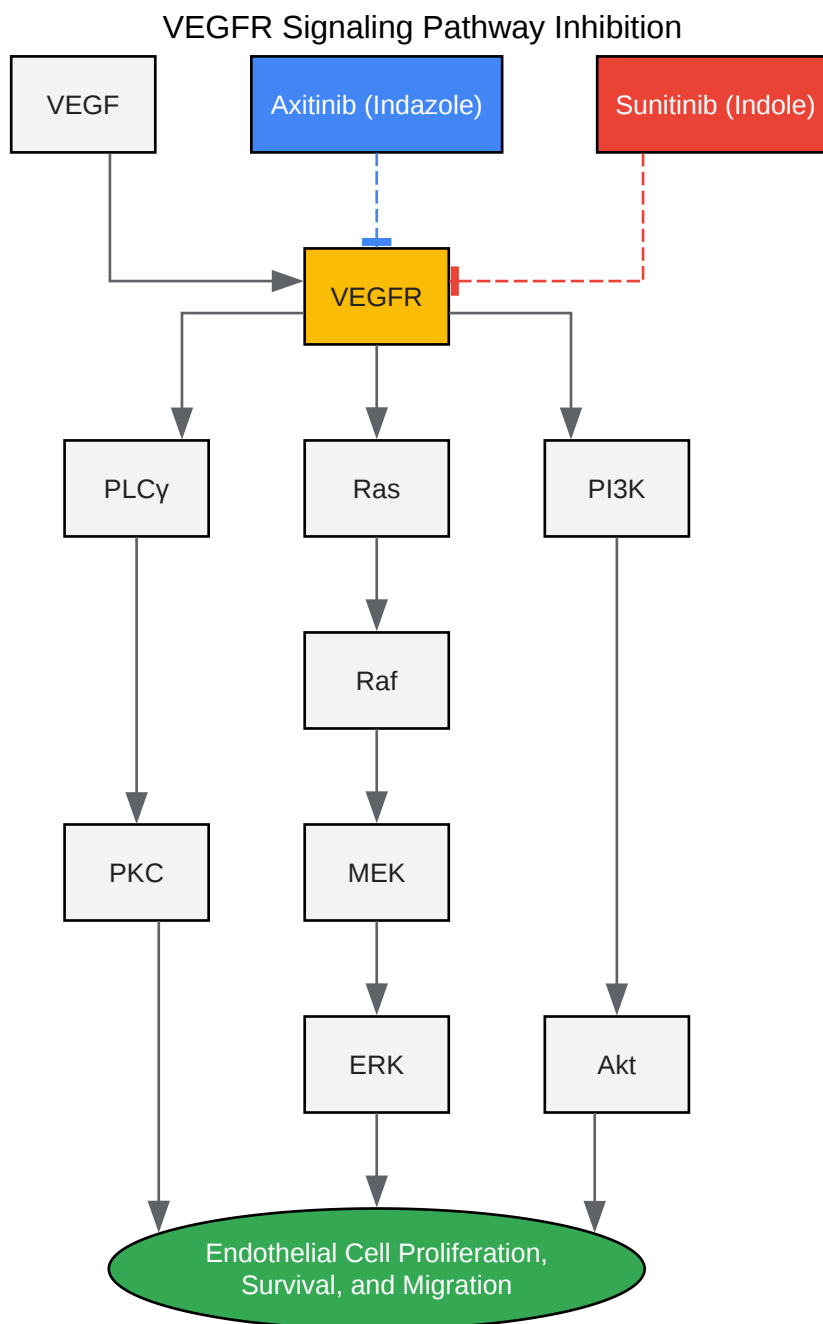 VEGFR Signaling Pathway Inhibition
VEGF
Axitinib (Indazole)
Sunitinib (Indole)
VEGFR
PLCγ
Ras
PI3K
Raf
PKC
MEK
ERK
Akt
Endothelial Cell Proliferation,
Survival, and Migration